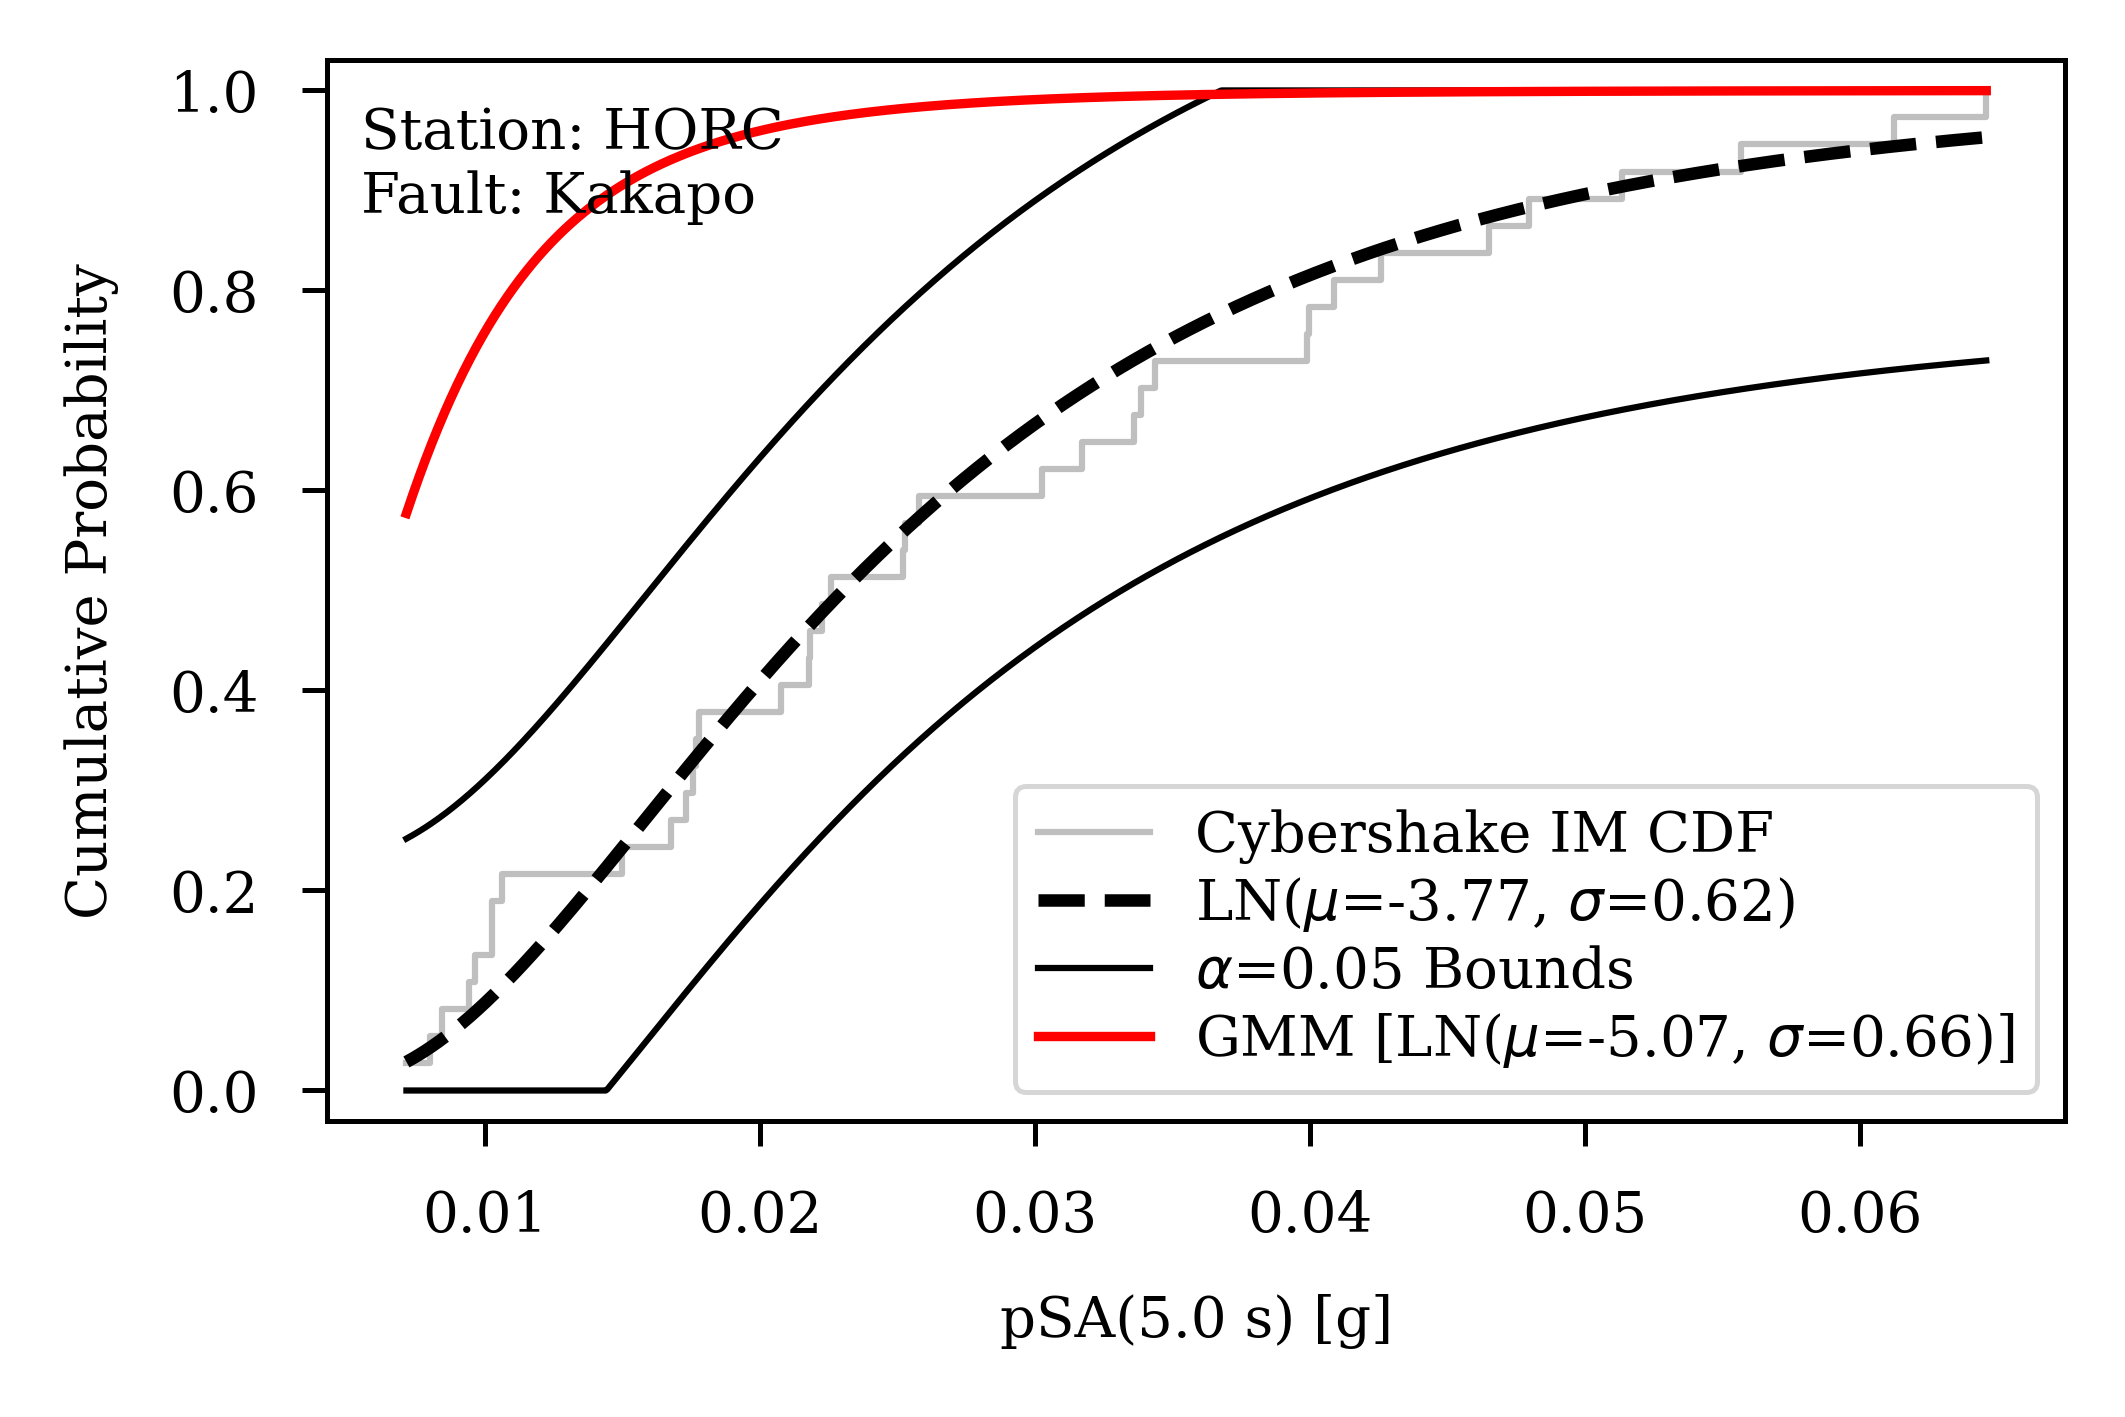 Station: HORC
Fault: Kakapo
1.0
0.8
0.6
0.4
0.2
0.0
Cumulative Probability
Cybershake IM CDF
LN(μ=-3.77, σ=0.62)
α=0.05 Bounds
GMM [LN(μ=-5.07, σ=0.66)]
0.01 0.02 0.03 0.04 0.05 0.06
pSA(5.0 s) [g]